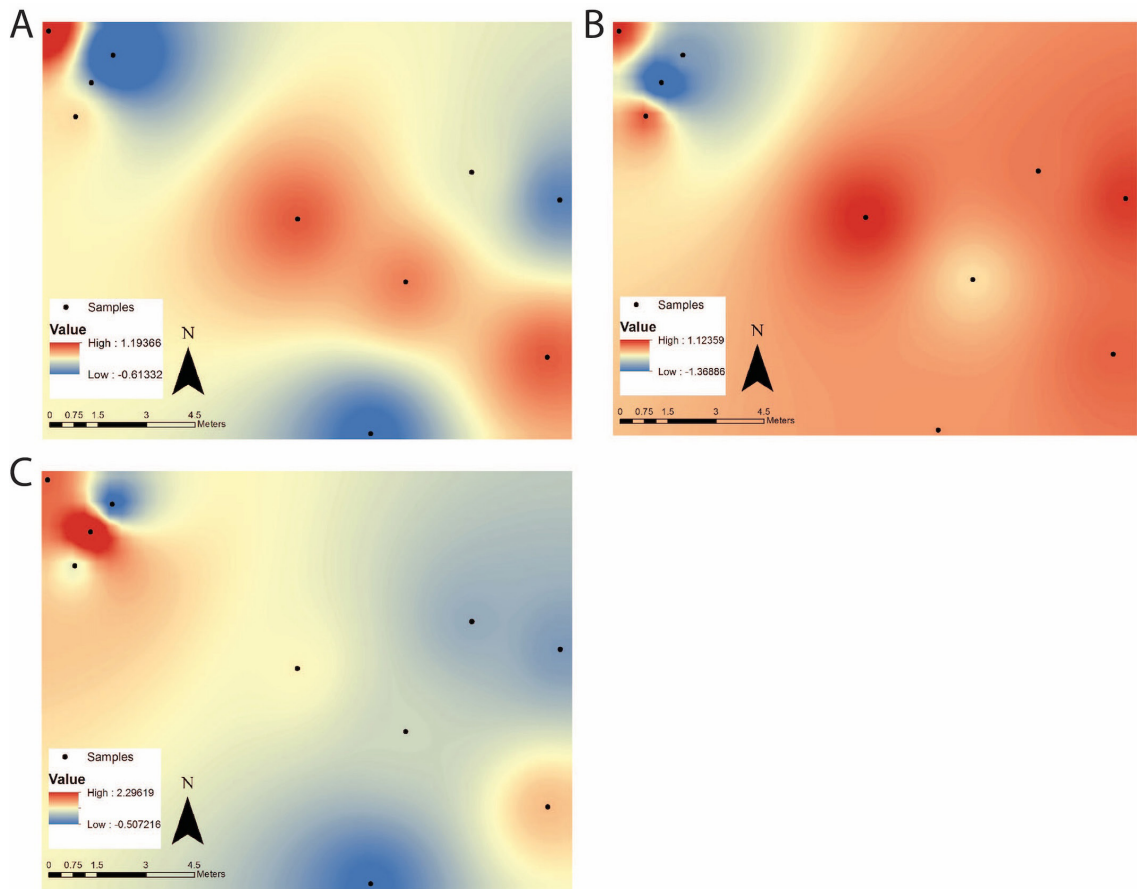 A
Samples
Value
High : 1.19366
Low : -0.61332
N
0 0.75 1.5 3 4.5
Meters
B
Samples
Value
High : 1.12359
Low : -1.36886
N
0 0.75 1.5 3 4.5
Meters
C
Samples
Value
High : 2.29619
Low : -0.507216
N
0 0.75 1.5 3 4.5
Meters